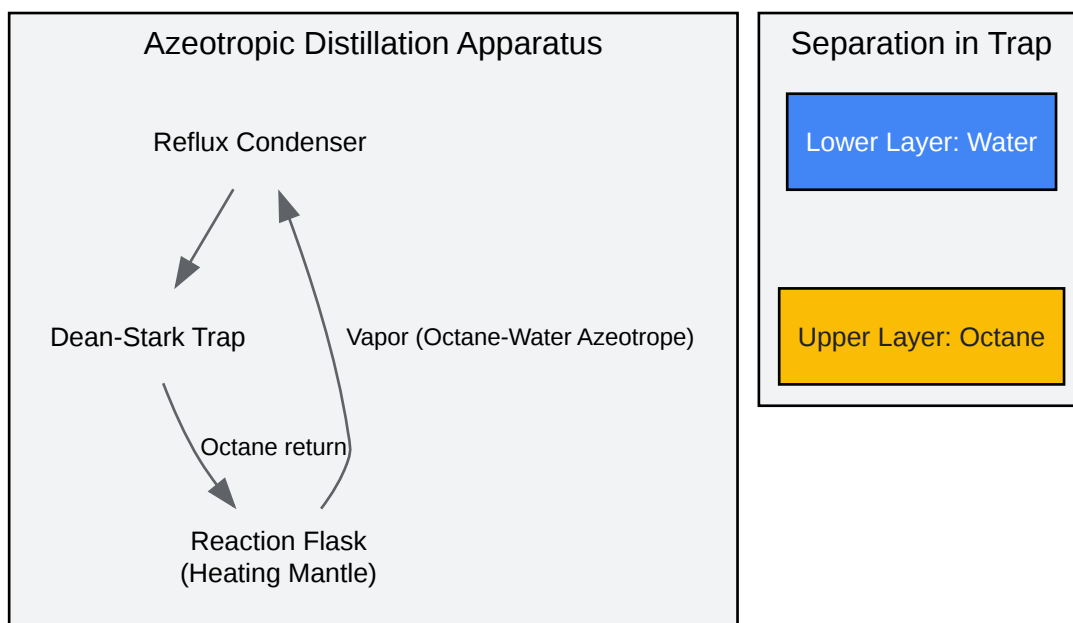 Azeotropic Distillation Apparatus
Reflux Condenser
Dean-Stark Trap
Vapor (Octane-Water Azeotrope)
Octane return
Reaction Flask
(Heating Mantle)
Separation in Trap
Lower Layer: Water
Upper Layer: Octane